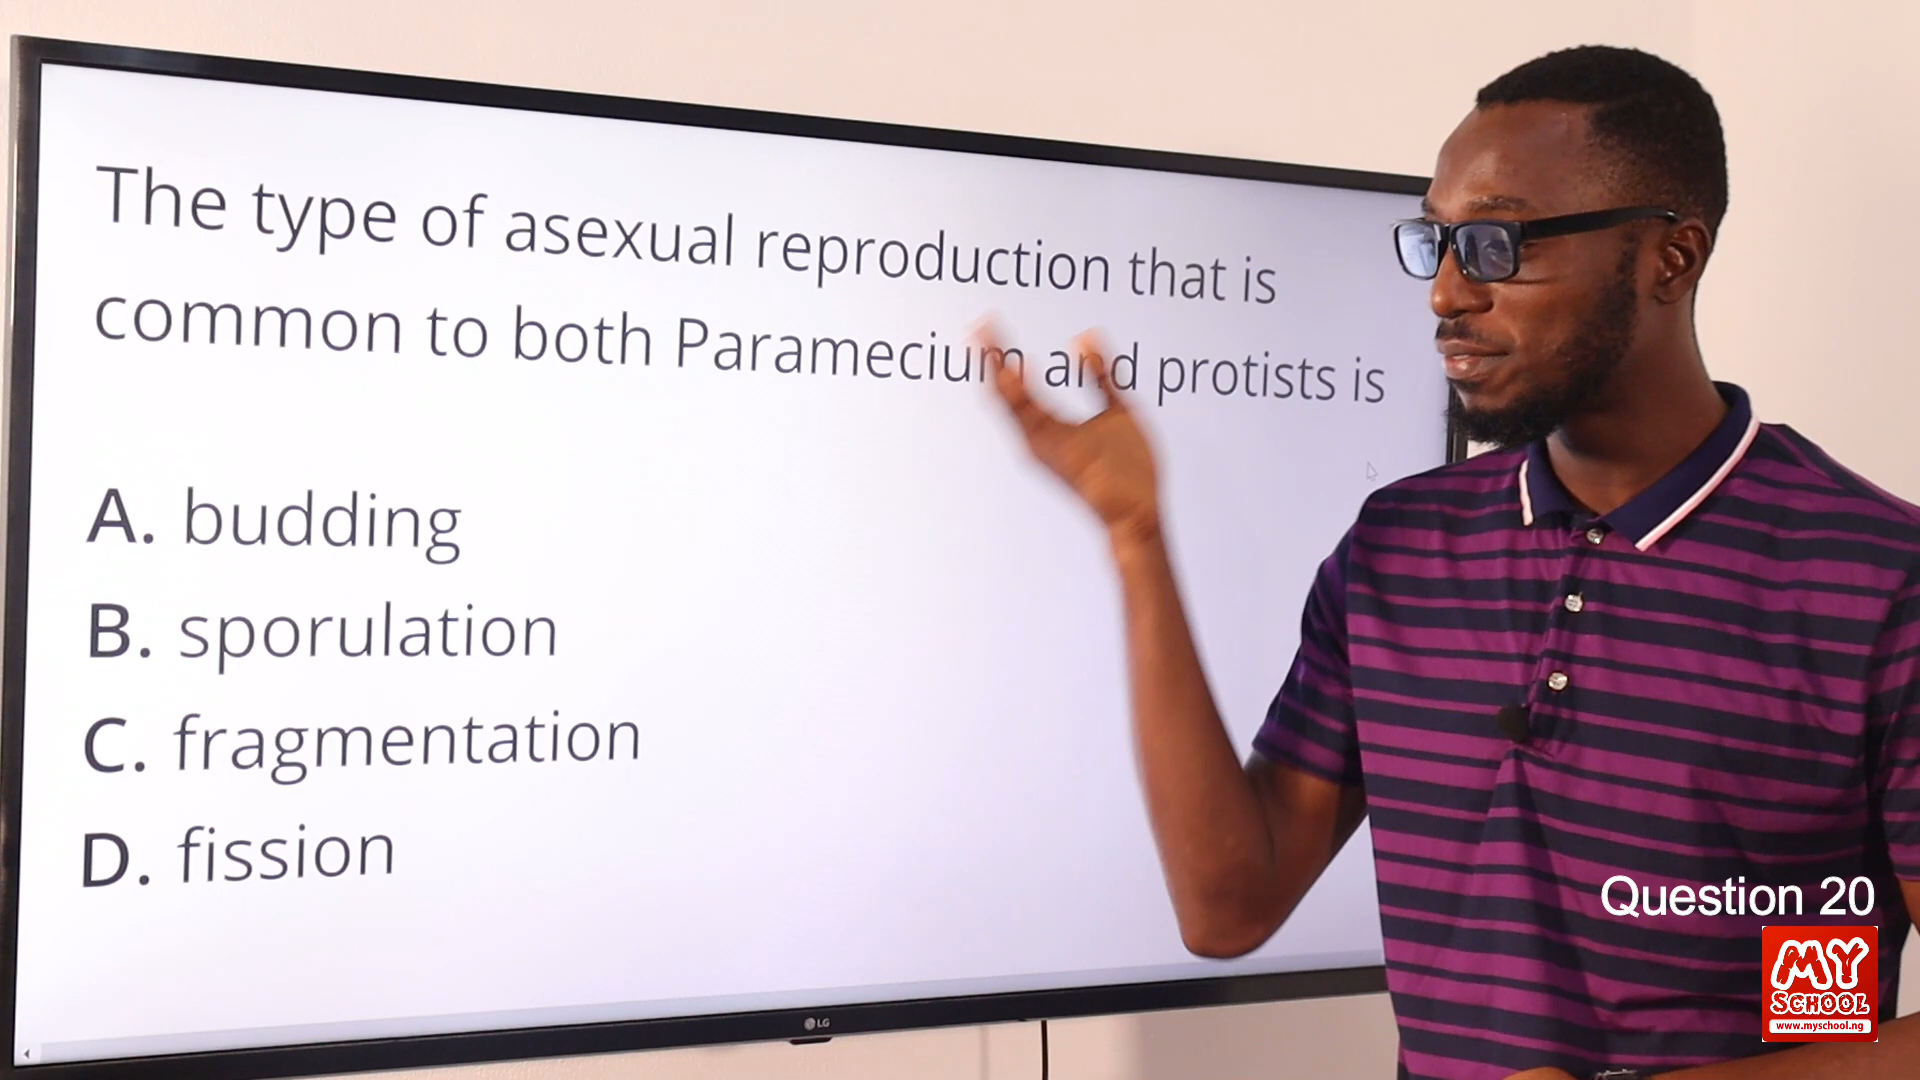 The type of asexual reproduction that is
common to both Paramecium and protists is
A. budding
B. sporulation
C. fragmentation
D. fission
Question 20
MY
SCHOOL
www.myschool.ng
LG